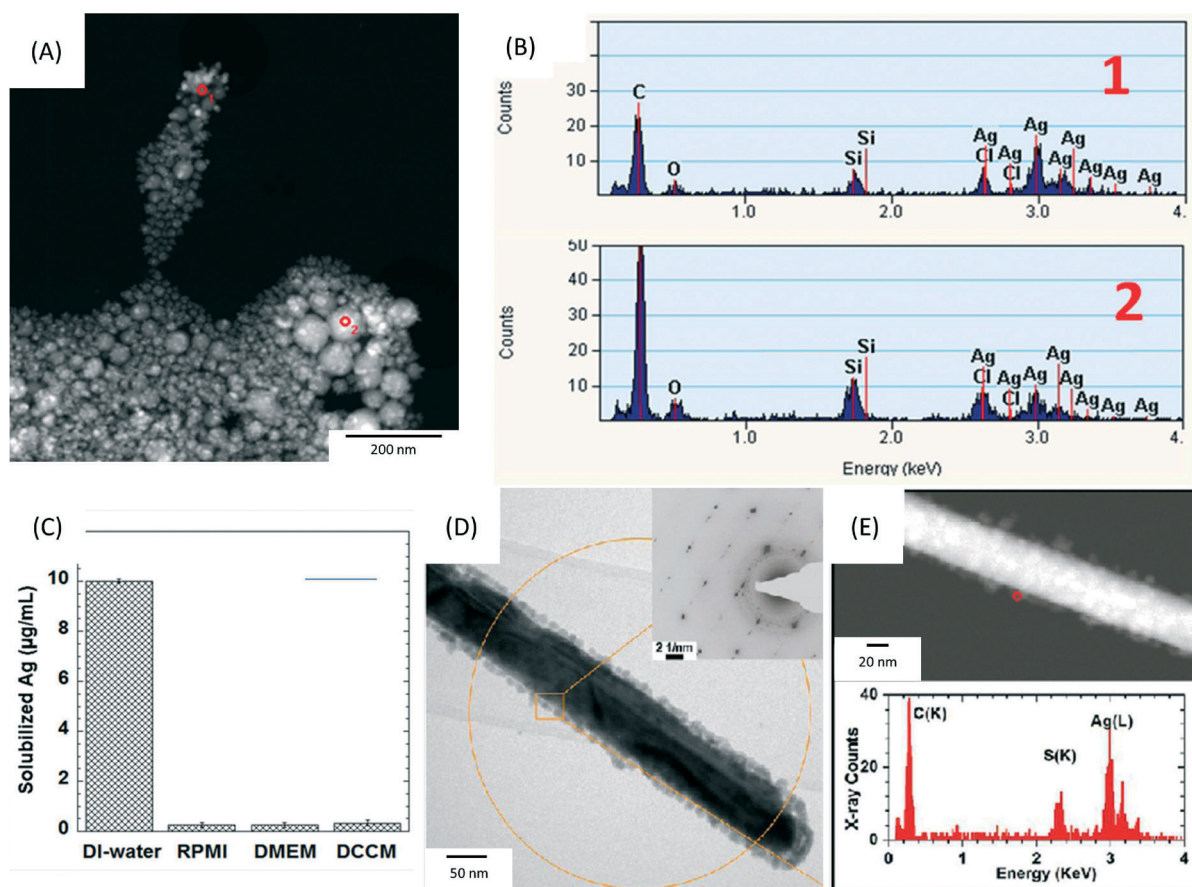 (A)
1
2
200 nm
(B)
1
Counts
30
20
10
C
O
Si
Si
Ag
Cl
Ag
Cl
Ag
Ag
Ag
Ag
Ag
Ag
1.0
2.0
3.0
4.
2
Counts
50
40
30
20
10
O
Si
Si
Ag
Cl
Ag
Cl
Ag
Ag
Ag
Ag
Ag
Ag
1.0
2.0
3.0
4.
Energy (keV)
(C)
Solubilized Ag (µg/mL)
10
8
6
4
2
0
DI-water RPMI DMEM DCCM
(D)
2 1/nm
50 nm
(E)
20 nm
X-ray Counts
40
20
0
C(K)
S(K)
Ag(L)
0 1 2 3 4
Energy (KeV)